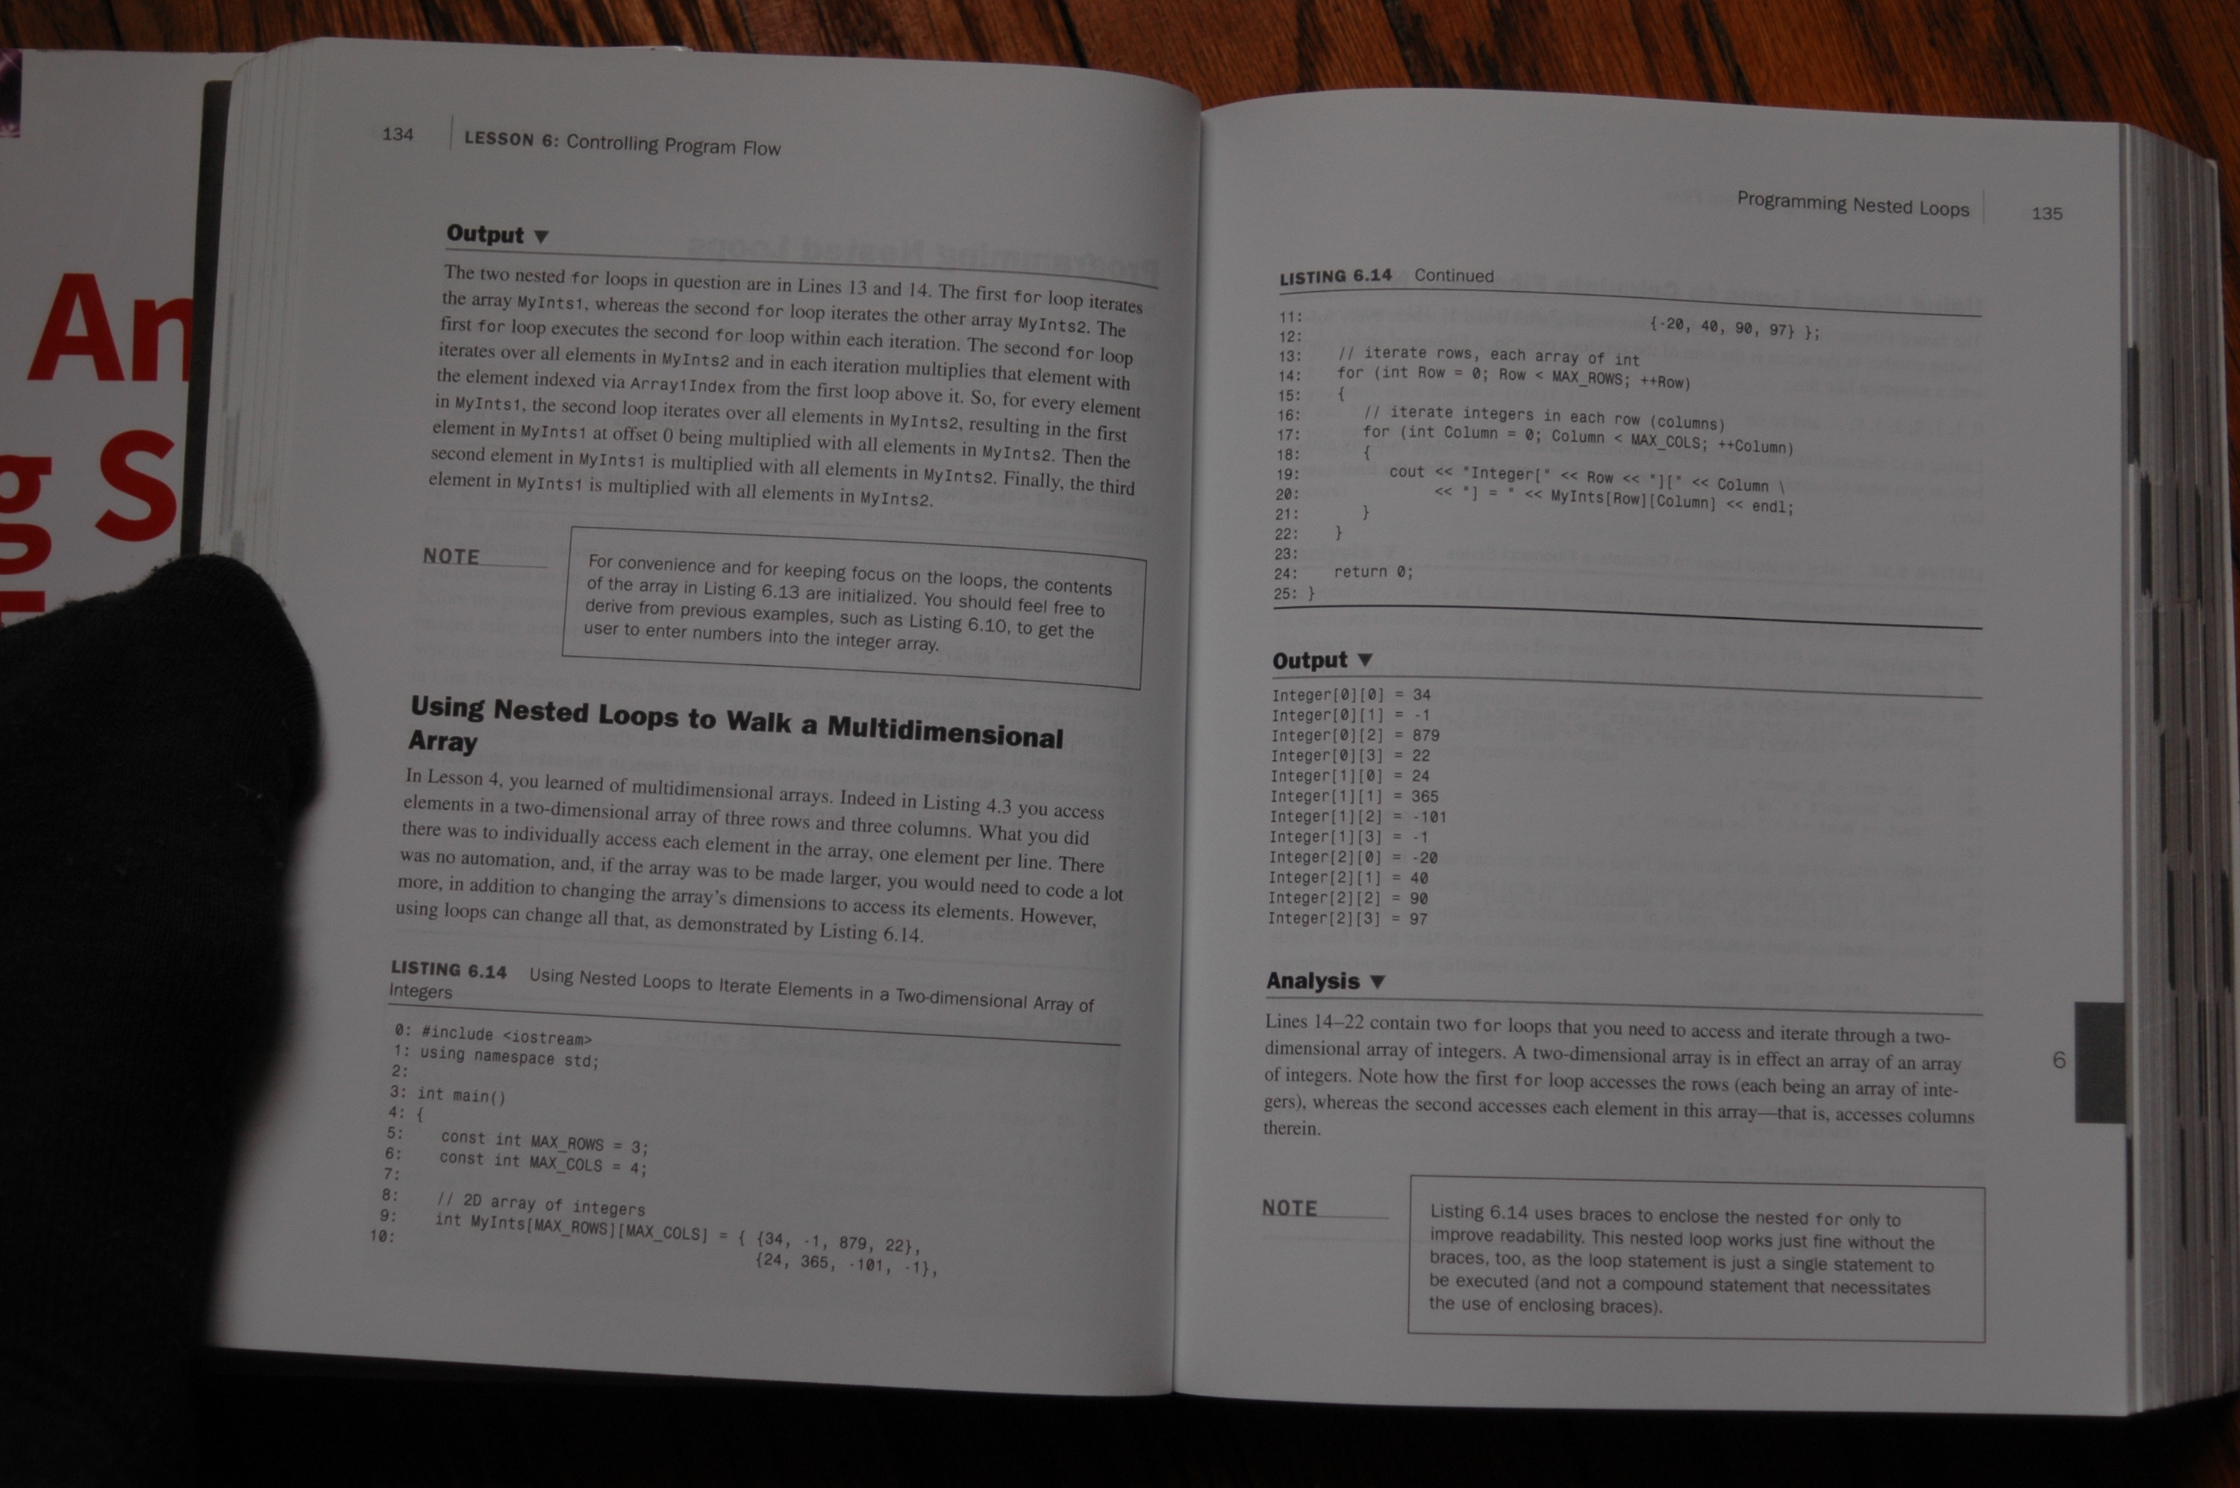 An
g S
134 LESSON 6: Controlling Program Flow
Output ▼
The two nested for loops in question are in Lines 13 and 14. The first for loop iterates
the array MyInts1, whereas the second for loop iterates the other array MyInts2. The
first for loop executes the second for loop within each iteration. The second for loop
iterates over all elements in MyInts2 and in each iteration multiplies that element with
the element indexed via Array1Index from the first loop above it. So, for every element
in MyInts1, the second loop iterates over all elements in MyInts2, resulting in the first
element in MyInts1 at offset 0 being multiplied with all elements in MyInts2. Then the
second element in MyInts1 is multiplied with all elements in MyInts2. Finally, the third
element in MyInts1 is multiplied with all elements in MyInts2.
NOTE
For convenience and for keeping focus on the loops, the contents
of the array in Listing 6.13 are initialized. You should feel free to
derive from previous examples, such as Listing 6.10, to get the
user to enter numbers into the integer array.
Using Nested Loops to Walk a Multidimensional
Array
In Lesson 4, you learned of multidimensional arrays. Indeed in Listing 4.3 you access
elements in a two-dimensional array of three rows and three columns. What you did
there was to individually access each element in the array, one element per line. There
was no automation, and, if the array was to be made larger, you would need to code a lot
more, in addition to changing the array's dimensions to access its elements. However,
using loops can change all that, as demonstrated by Listing 6.14.
LISTING 6.14 Using Nested Loops to Iterate Elements in a Two-dimensional Array of
Integers
0: #include <iostream>
1: using namespace std;
2:
3: int main()
4: {
5: const int MAX_ROWS = 3;
6: const int MAX_COLS = 4;
7:
8: // 2D array of integers
9: int MyInts[MAX_ROWS][MAX_COLS] = { {34, -1, 879, 22},
10: {24, 365, -101, -1},
Programming Nested Loops 135
LISTING 6.14 Continued
11: {-20, 40, 90, 97} };
12:
13: // iterate rows, each array of int
14: for (int Row = 0; Row < MAX_ROWS; ++Row)
15: {
16: // iterate integers in each row (columns)
17: for (int Column = 0; Column < MAX_COLS; ++Column)
18: {
19: cout << "Integer[" << Row << "][" << Column \
20: << "] = " << MyInts[Row][Column] << endl;
21: }
22: }
23:
24: return 0;
25: }
Output ▼
Integer[0][0] = 34
Integer[0][1] = -1
Integer[0][2] = 879
Integer[0][3] = 22
Integer[1][0] = 24
Integer[1][1] = 365
Integer[1][2] = -101
Integer[1][3] = -1
Integer[2][0] = -20
Integer[2][1] = 40
Integer[2][2] = 90
Integer[2][3] = 97
Analysis ▼
Lines 14–22 contain two for loops that you need to access and iterate through a two-
dimensional array of integers. A two-dimensional array is in effect an array of an array
of integers. Note how the first for loop accesses the rows (each being an array of inte-
gers), whereas the second accesses each element in this array—that is, accesses columns
therein.
6
NOTE
Listing 6.14 uses braces to enclose the nested for only to
improve readability. This nested loop works just fine without the
braces, too, as the loop statement is just a single statement to
be executed (and not a compound statement that necessitates
the use of enclosing braces).